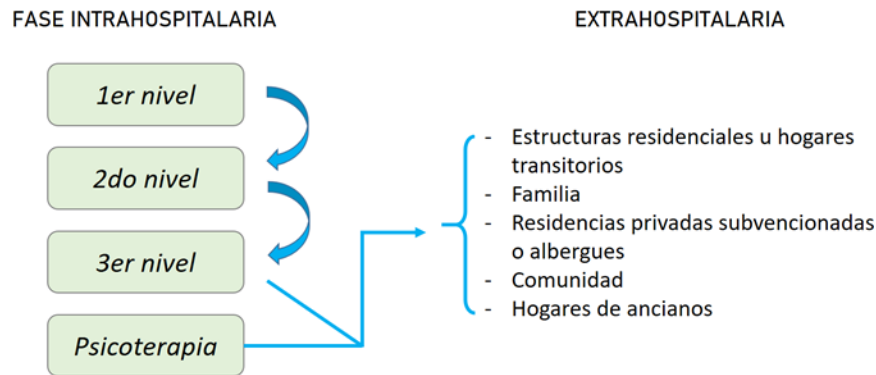 FASE INTRAHOSPITALARIA
EXTRAHOSPITALARIA
1er nivel
2do nivel
3er nivel
Psicoterapia
- Estructuras residenciales u hogares
transitorios
- Familia
- Residencias privadas subvencionadas
o albergues
- Comunidad
- Hogares de ancianos